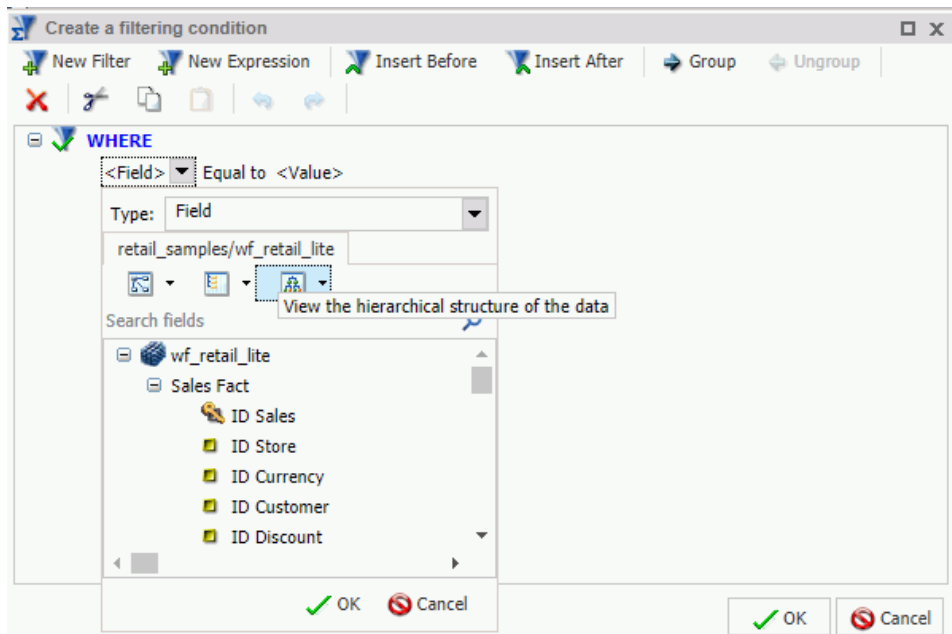 Create a filtering condition
New Filter New Expression Insert Before Insert After Group Ungroup
WHERE
<Field> Equal to <Value>
Type: Field
retail_samples/wf_retail_lite
View the hierarchical structure of the data
Search fields
wf_retail_lite
Sales Fact
ID Sales
ID Store
ID Currency
ID Customer
ID Discount
OK Cancel
OK Cancel